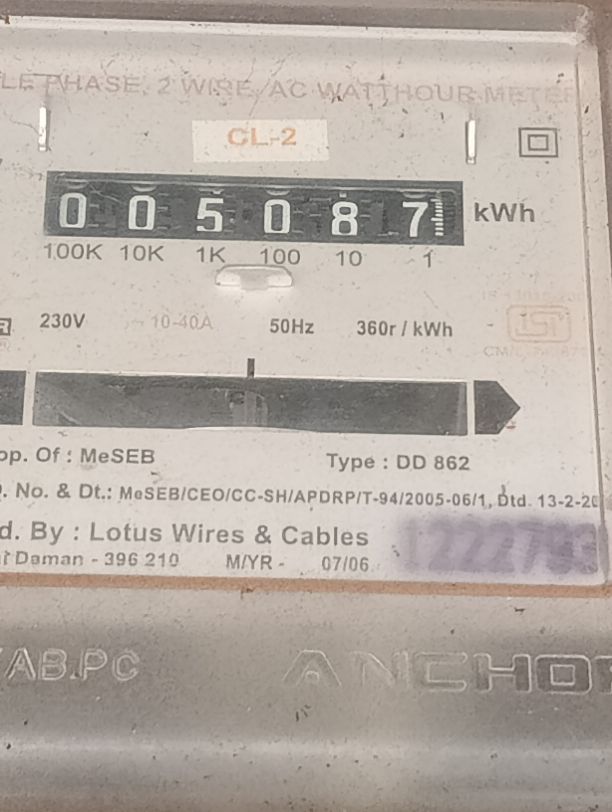 LE PHASE, 2 WIRE, AC WATTHOUR METER
CL-2
0 0 5 0 8 7 kWh
100K 10K 1K 100 10 1
230V 10-40A 50Hz 360r / kWh
op. Of : MeSEB Type : DD 862
. No. & Dt.: MeSEB/CEO/CC-SH/APDRP/T-94/2005-06/1, Dtd. 13-2-20
d. By : Lotus Wires & Cables 1222793
Daman - 396 210 M/YR - 07/06
AB.PC ANCHOR